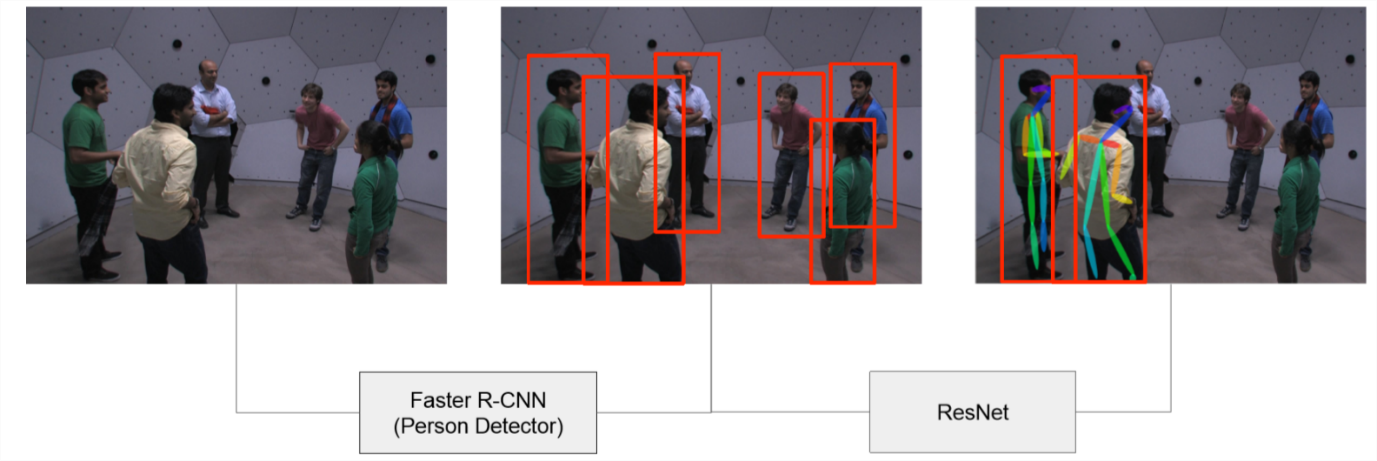 Faster R-CNN
(Person Detector)
ResNet